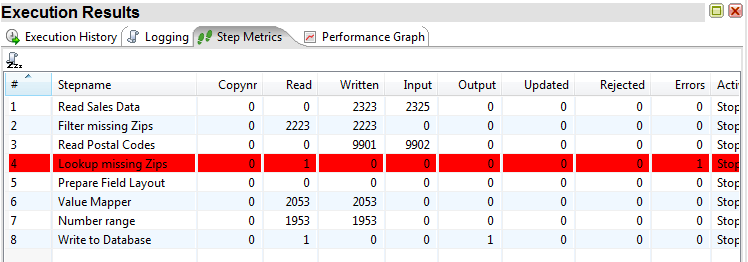 Execution Results
Execution History Logging Step Metrics Performance Graph
# Stepname Copynr Read Written Input Output Updated Rejected Errors Acti
1 Read Sales Data 0 0 2323 2325 0 0 0 0 Stop
2 Filter missing Zips 0 2223 2223 0 0 0 0 0 Stop
3 Read Postal Codes 0 0 9901 9902 0 0 0 0 Stop
4 Lookup missing Zips 0 1 0 0 0 0 0 1 Stop
5 Prepare Field Layout 0 0 0 0 0 0 0 0 Stop
6 Value Mapper 0 2053 2053 0 0 0 0 0 Stop
7 Number range 0 1953 1953 0 0 0 0 0 Stop
8 Write to Database 0 1 0 0 1 0 0 0 Stop